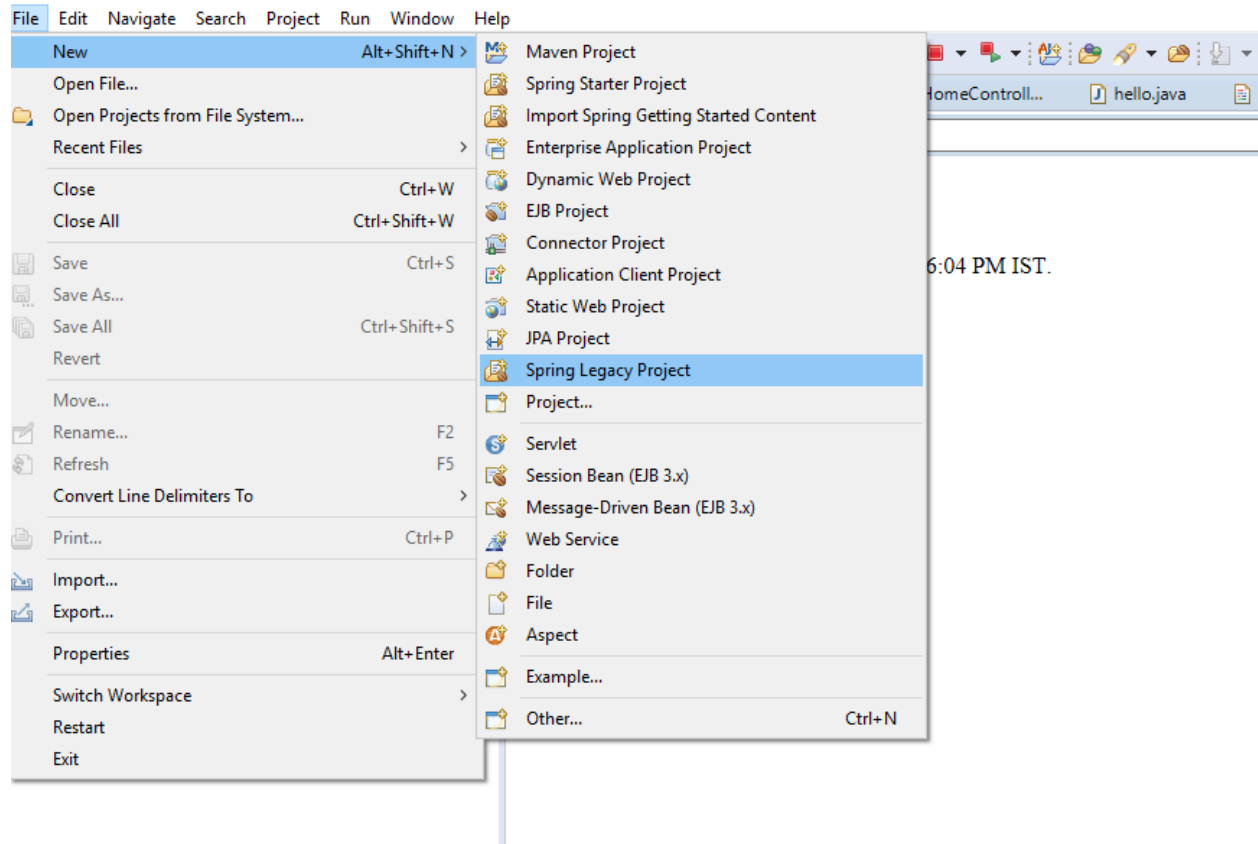 File Edit Navigate Search Project Run Window Help
New Alt+Shift+N >
Open File...
Open Projects from File System...
Recent Files >
Close Ctrl+W
Close All Ctrl+Shift+W
Save Ctrl+S
Save As...
Save All Ctrl+Shift+S
Revert
Move...
Rename... F2
Refresh F5
Convert Line Delimiters To >
Print... Ctrl+P
Import...
Export...
Properties Alt+Enter
Switch Workspace >
Restart
Exit
Maven Project
Spring Starter Project
Import Spring Getting Started Content
Enterprise Application Project
Dynamic Web Project
EJB Project
Connector Project
Application Client Project
Static Web Project
JPA Project
Spring Legacy Project
Project...
Servlet
Session Bean (EJB 3.x)
Message-Driven Bean (EJB 3.x)
Web Service
Folder
File
Aspect
Example...
Other... Ctrl+N
HomeControll... hello.java
6:04 PM IST.